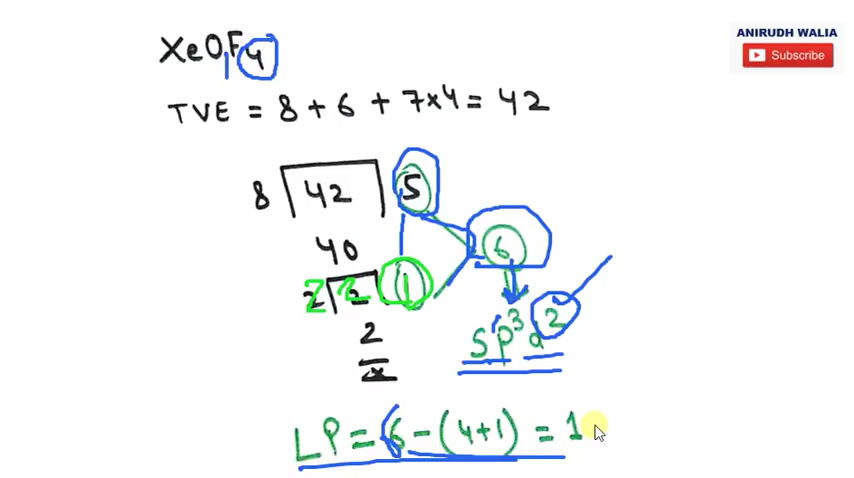 ANIRUDH WALIA
Subscribe
XeOF4
TVE = 8 + 6 + 7x4 = 42
8 42 5
40 6
2 2 1
2
x
sp³d²
LP = 6 - (4+1) = 1